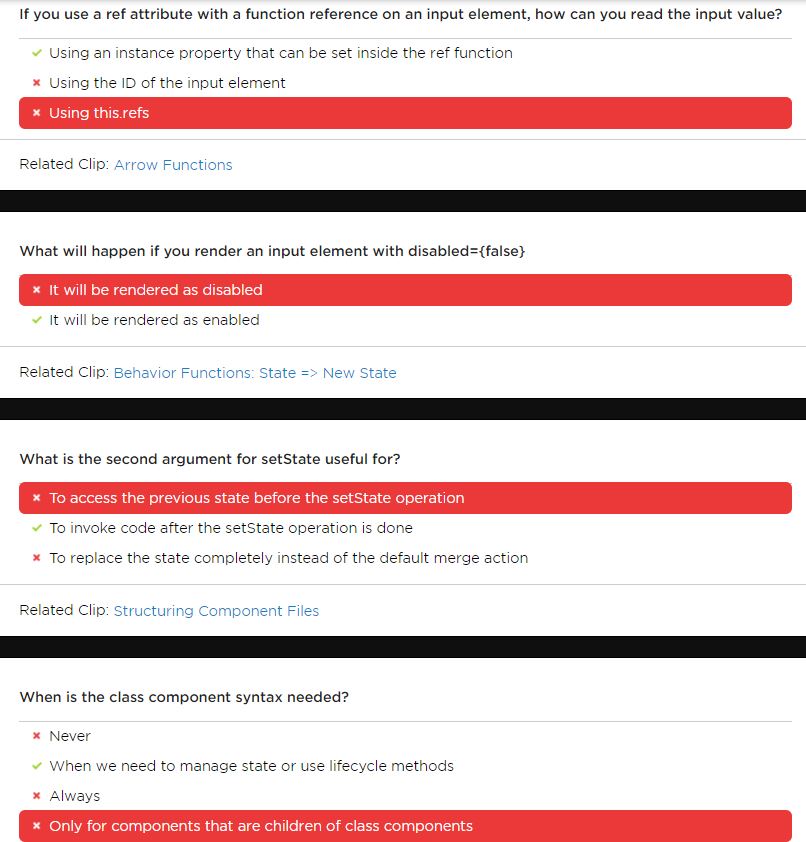 If you use a ref attribute with a function reference on an input element, how can you read the input value?
Using an instance property that can be set inside the ref function
Using the ID of the input element
Using this.refs
Related Clip: Arrow Functions
What will happen if you render an input element with disabled={false}
It will be rendered as disabled
It will be rendered as enabled
Related Clip: Behavior Functions: State => New State
What is the second argument for setState useful for?
To access the previous state before the setState operation
To invoke code after the setState operation is done
To replace the state completely instead of the default merge action
Related Clip: Structuring Component Files
When is the class component syntax needed?
Never
When we need to manage state or use lifecycle methods
Always
Only for components that are children of class components